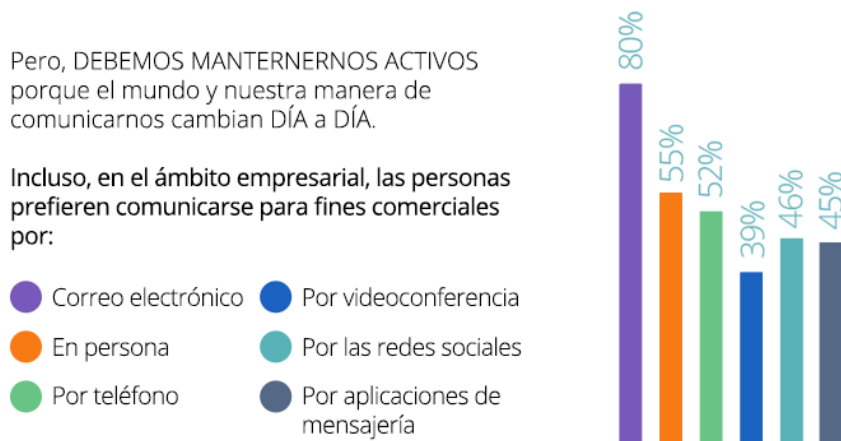 Pero, DEBEMOS MANTERNERNOS ACTIVOS
porque el mundo y nuestra manera de
comunicarnos cambian DÍA a DÍA.
Incluso, en el ámbito empresarial, las personas
prefieren comunicarse para fines comerciales
por:
Correo electrónico
En persona
Por teléfono
Por videoconferencia
Por las redes sociales
Por aplicaciones de
mensajería
80%
55%
52%
39%
46%
45%